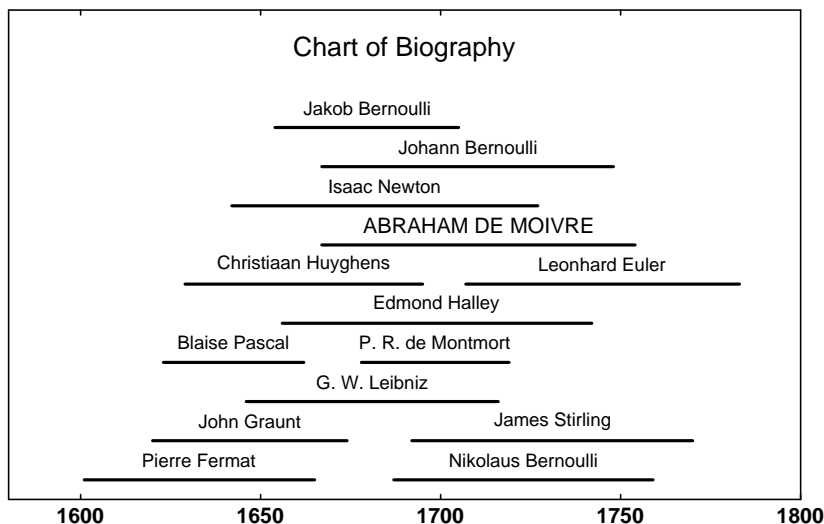 Chart of Biography
Jakob Bernoulli
Johann Bernoulli
Isaac Newton
ABRAHAM DE MOIVRE
Christiaan Huyghens
Leonhard Euler
Edmond Halley
Blaise Pascal
P. R. de Montmort
G. W. Leibniz
John Graunt
James Stirling
Pierre Fermat
Nikolaus Bernoulli
1600 1650 1700 1750 1800